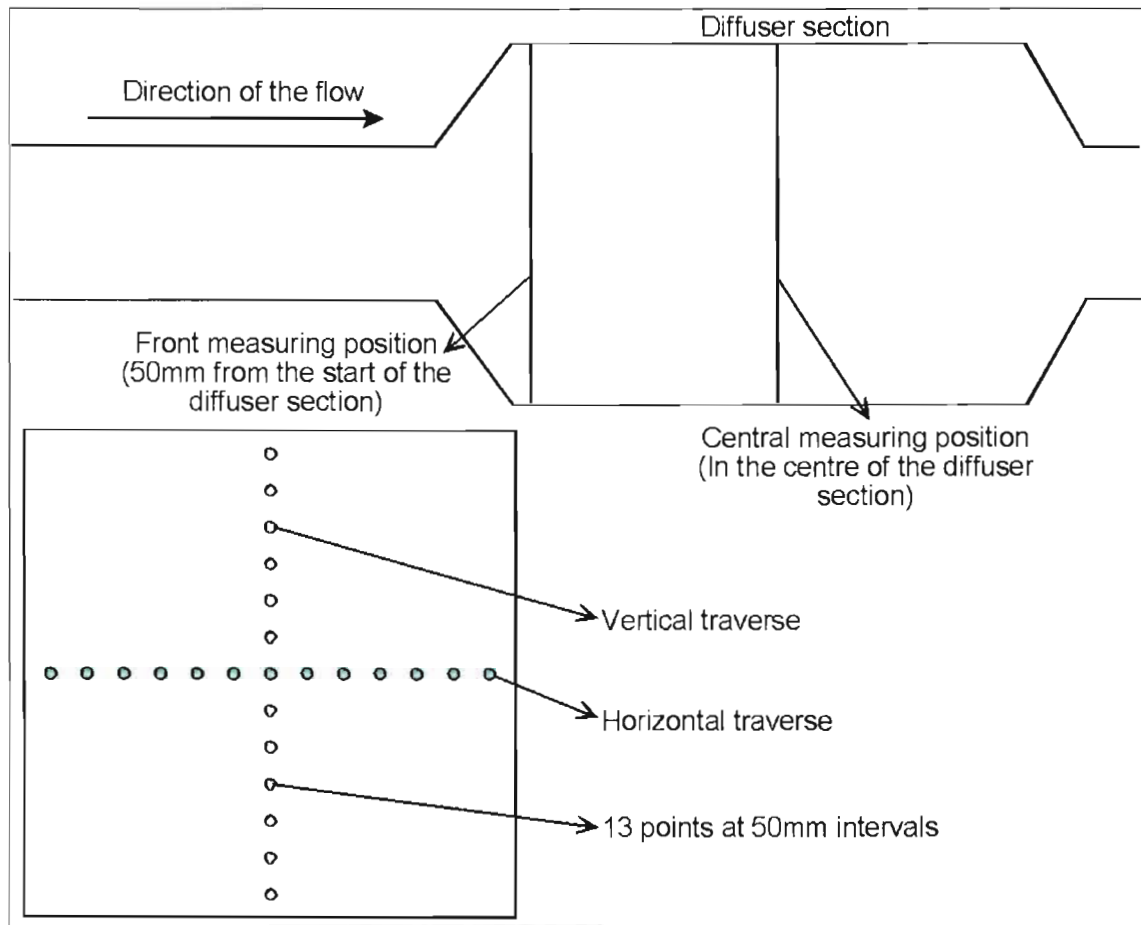 Diffuser section
Direction of the flow
Front measuring position
(50mm from the start of the
diffuser section)
Central measuring position
(In the centre of the diffuser
section)
Vertical traverse
Horizontal traverse
13 points at 50mm intervals